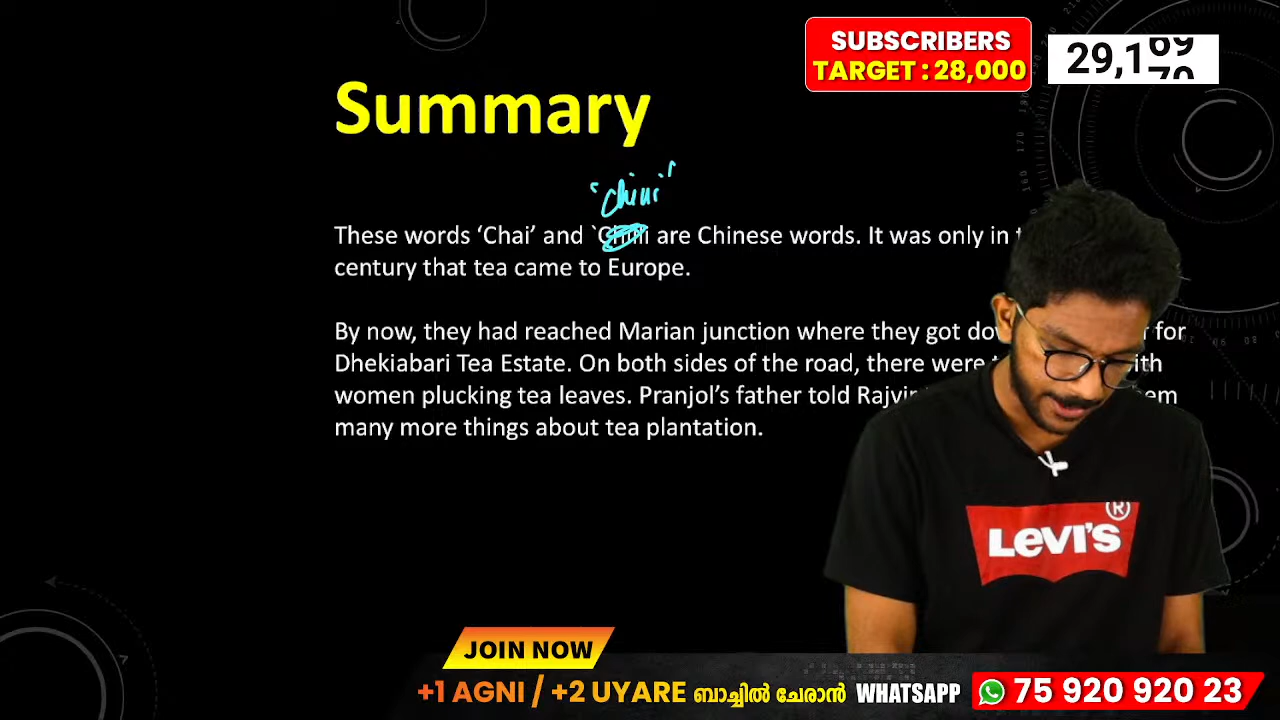 SUBSCRIBERS
TARGET : 28,000
29,1
Summary
'chini'
These words ‘Chai’ and `Chini are Chinese words. It was only in
century that tea came to Europe.
By now, they had reached Marian junction where they got for
Dhekiabari Tea Estate. On both sides of the road, there were
women plucking tea leaves. Pranjol’s father told
many more things about tea plantation.
LEVI'S
®
JOIN NOW
+1 AGNI / +2 UYARE ബാച്ചിൽ ചേരാൻ WHATSAPP 75 920 920 23